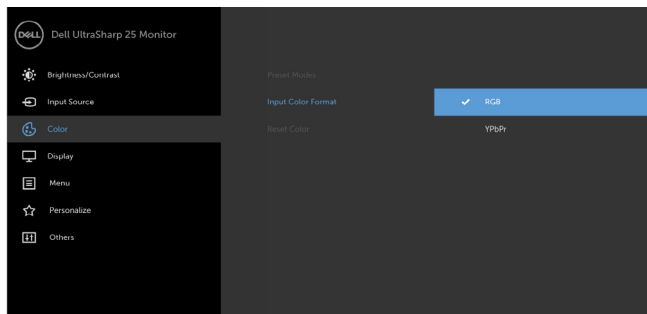 DELL Dell UltraSharp 25 Monitor
Brightness/Contrast
Input Source
Color
Display
Menu
Personalize
Others
Preset Modes
Input Color Format
Reset Color
RGB
YPbPr